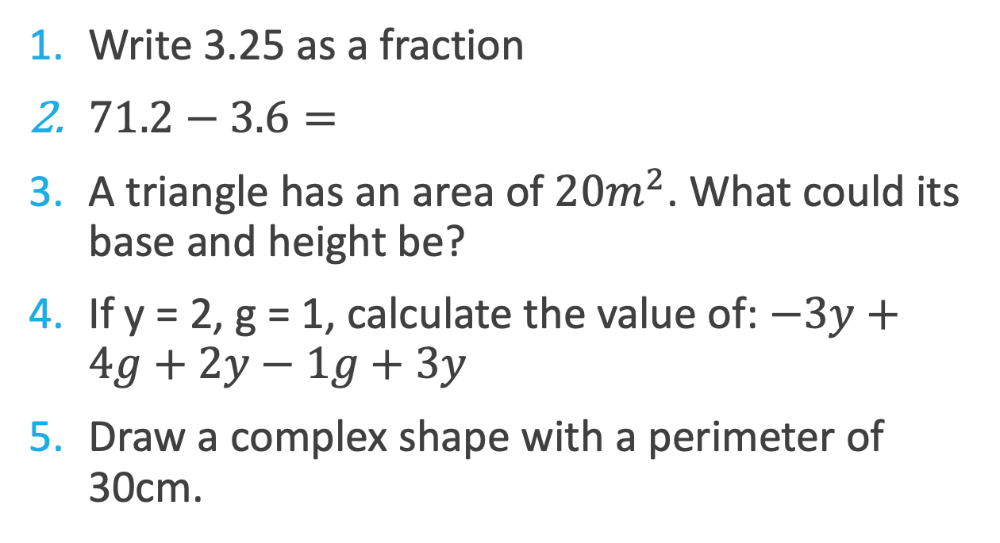 1. Write 3.25 as a fraction
2. 71.2 − 3.6 =
3. A triangle has an area of 20m². What could its
base and height be?
4. If y = 2, g = 1, calculate the value of: −3y +
4g + 2y − 1g + 3y
5. Draw a complex shape with a perimeter of
30cm.